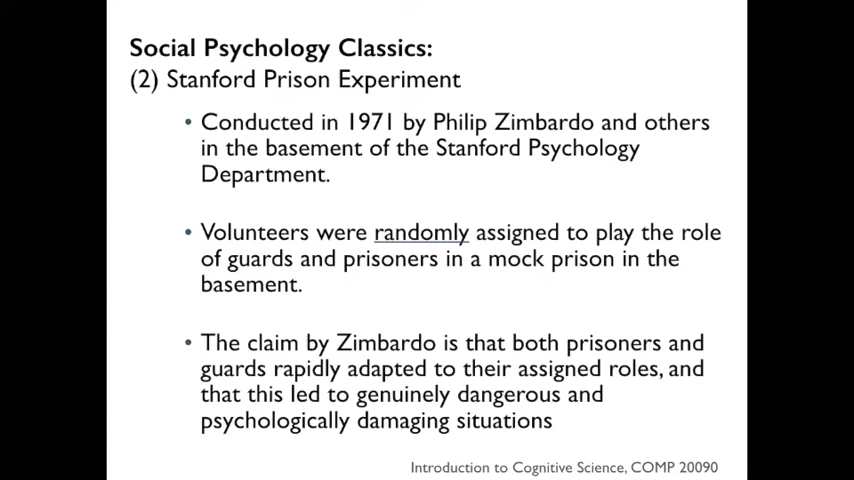 Social Psychology Classics:
(2) Stanford Prison Experiment
• Conducted in 1971 by Philip Zimbardo and others
in the basement of the Stanford Psychology
Department.
• Volunteers were randomly assigned to play the role
of guards and prisoners in a mock prison in the
basement.
• The claim by Zimbardo is that both prisoners and
guards rapidly adapted to their assigned roles, and
that this led to genuinely dangerous and
psychologically damaging situations
Introduction to Cognitive Science, COMP 20090